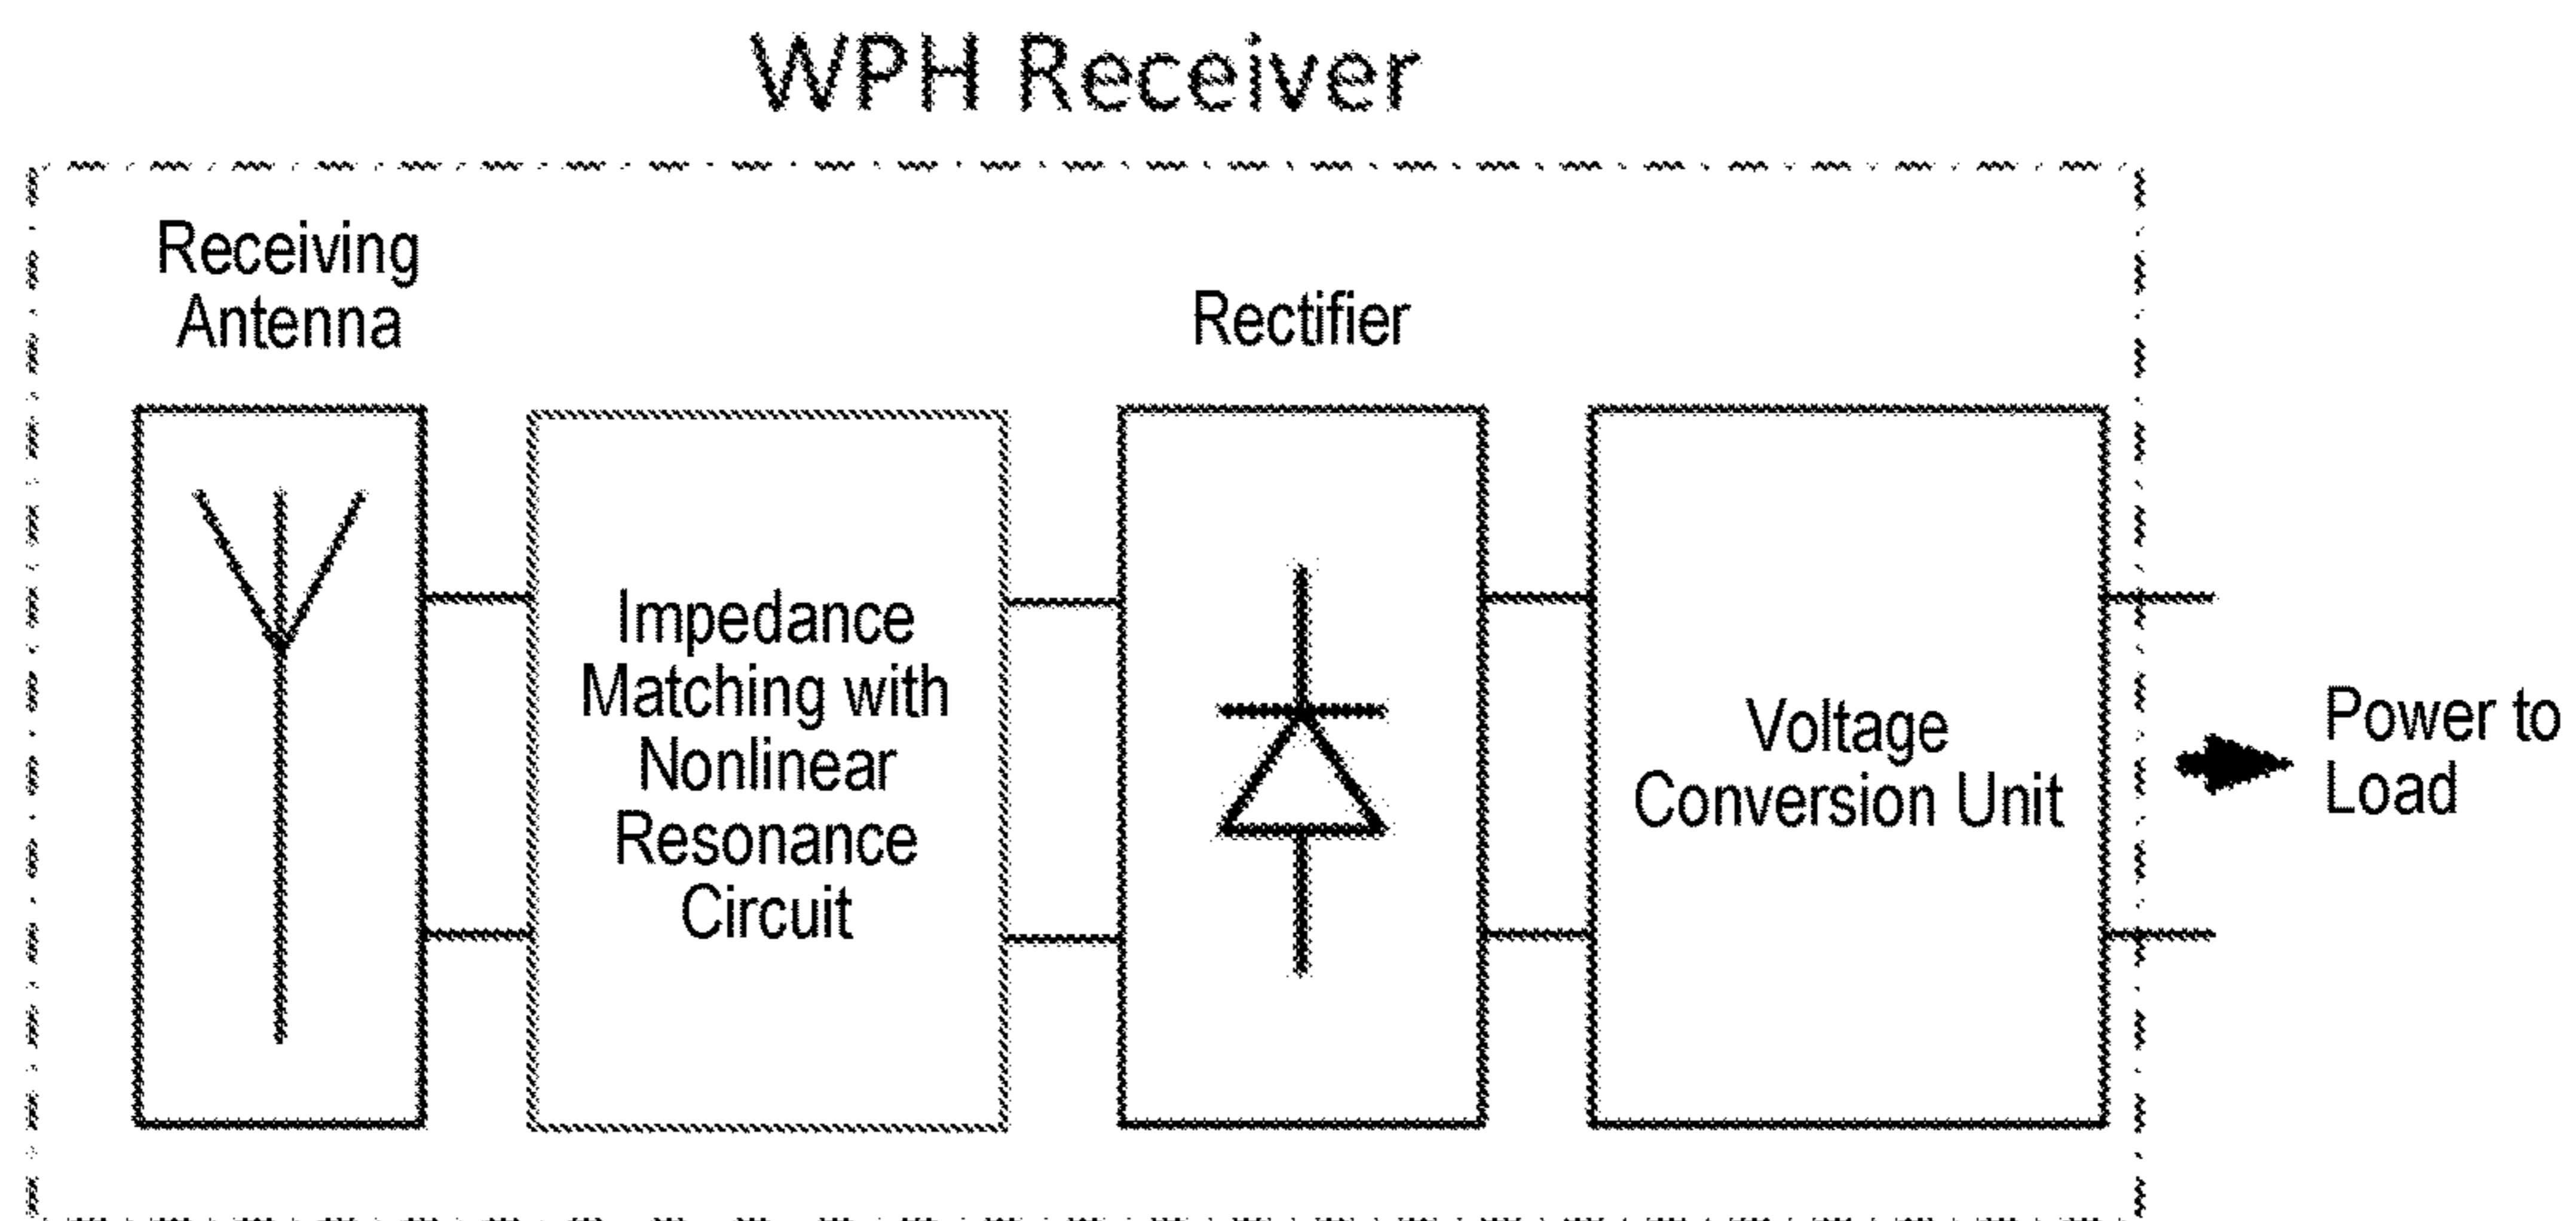 WPH Receiver
Receiving
Antenna
Impedance
Matching with
Nonlinear
Resonance
Circuit
Rectifier
Voltage
Conversion Unit
Power to
Load